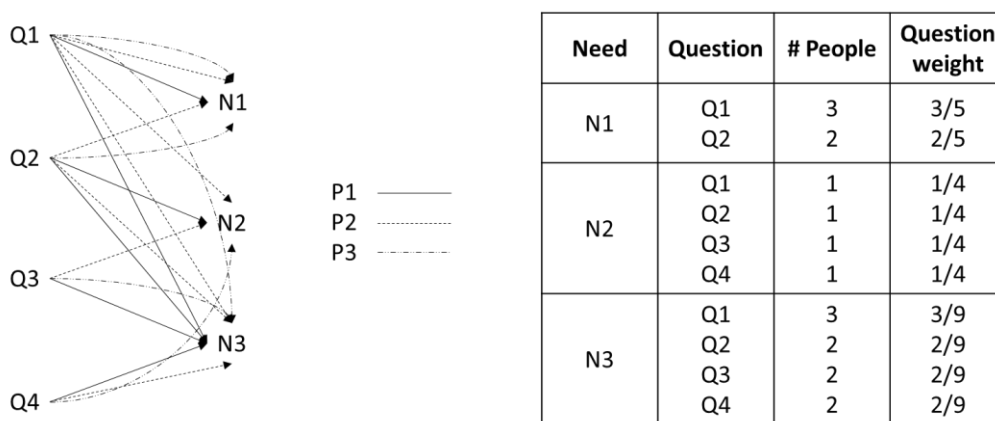 Q1
N1
Q2
N2
Q3
N3
Q4
P1
P2
P3
Need Question # People Question weight
N1
Q1 3 3/5
Q2 2 2/5
N2
Q1 1 1/4
Q2 1 1/4
Q3 1 1/4
Q4 1 1/4
N3
Q1 3 3/9
Q2 2 2/9
Q3 2 2/9
Q4 2 2/9